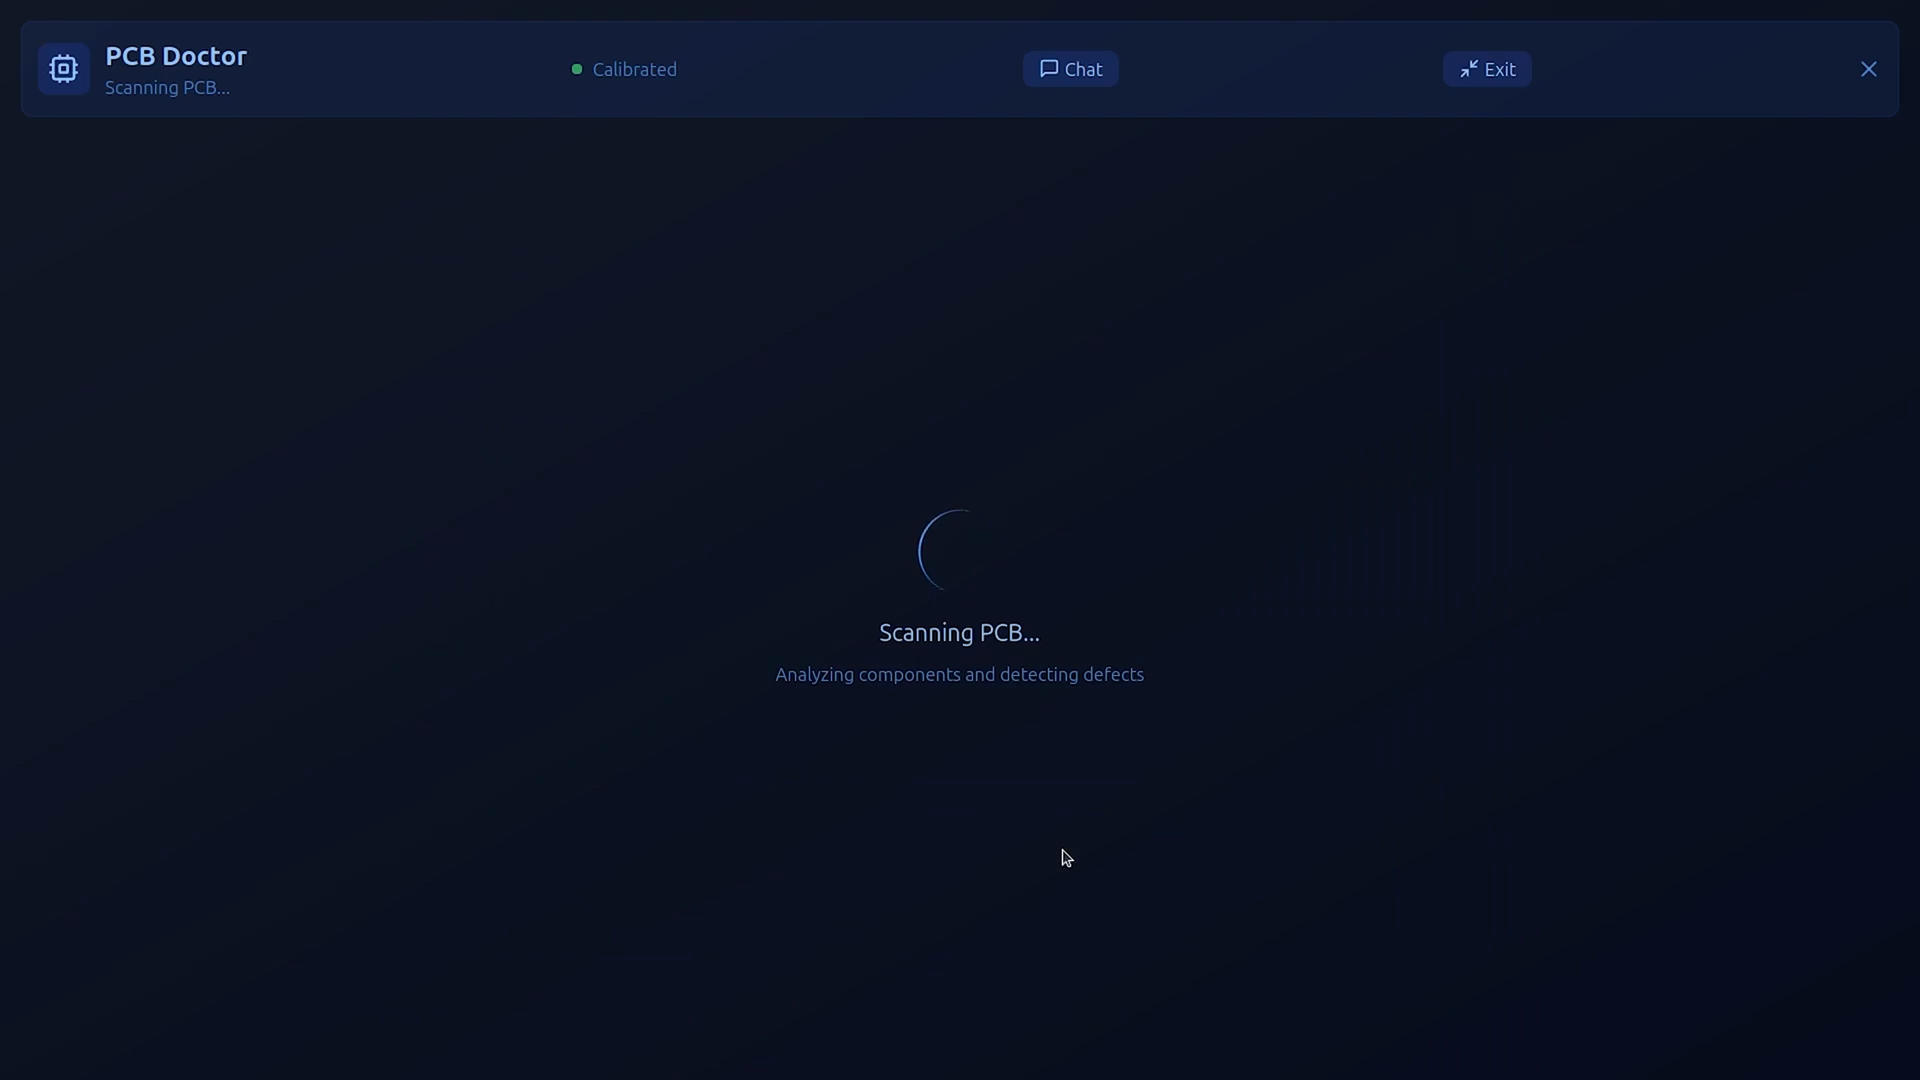 PCB Doctor
Scanning PCB...
Calibrated
Chat
Exit
Scanning PCB...
Analyzing components and detecting defects